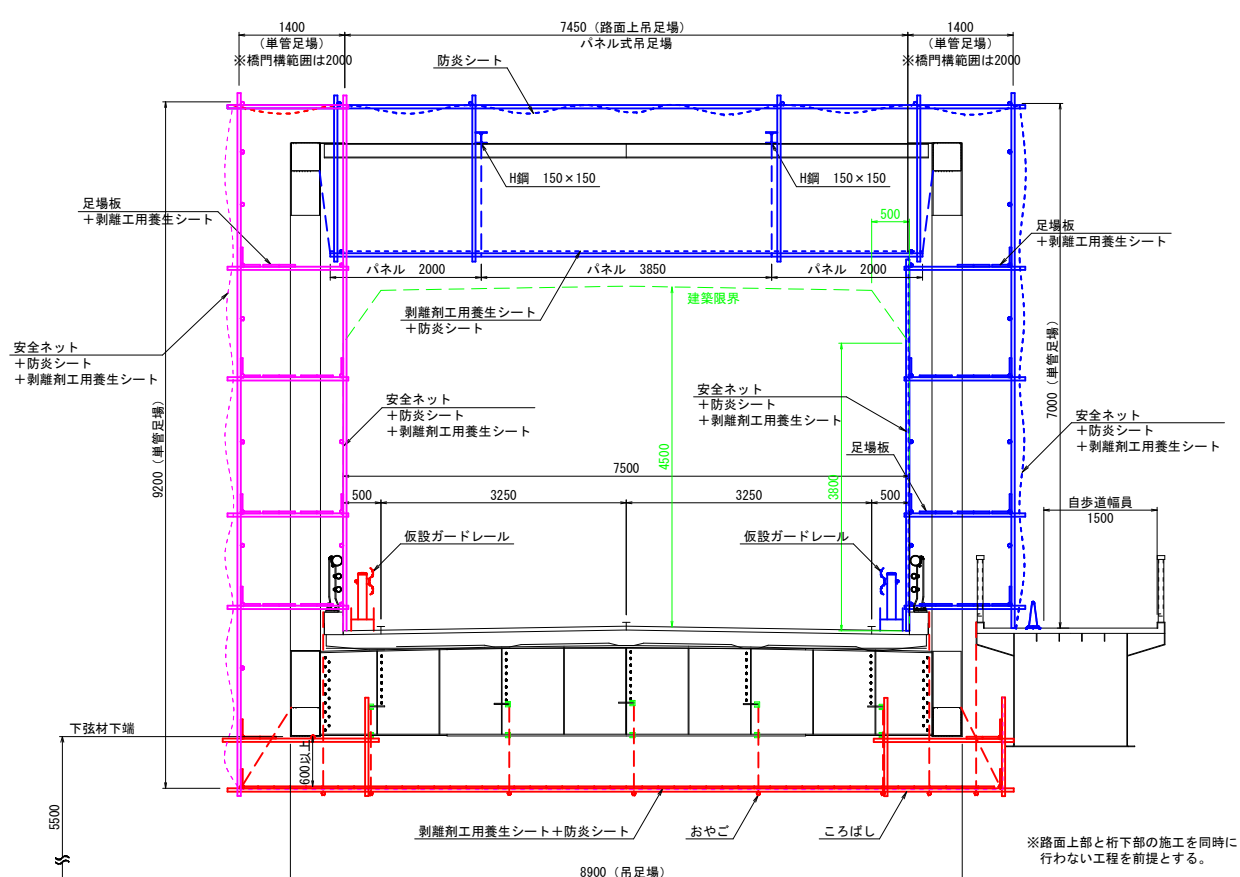 1400
7450（路面上吊足場）
1400
（単管足場）
パネル式吊足場
（単管足場）
※橋門構範囲は2000
※橋門構範囲は2000
防炎シート
H鋼　150×150
H鋼　150×150
足場板
＋剥離工用養生シート
500
足場板
＋剥離工用養生シート
パネル　2000
パネル　3850
パネル　2000
建築限界
剥離剤工用養生シート
＋防炎シート
安全ネット
＋防炎シート
＋剥離剤工用養生シート
安全ネット
＋防炎シート
＋剥離剤工用養生シート
安全ネット
＋防炎シート
＋剥離剤工用養生シート
7000（単管足場）
安全ネット
＋防炎シート
＋剥離剤工用養生シート
9200（単管足場）
4500
3800
足場板
7500
500
3250
3250
500
自歩道幅員
1500
仮設ガードレール
仮設ガードレール
下弦材下端
600以上
5500
剥離剤工用養生シート＋防炎シート
おやご
ころばし
※路面上部と桁下部の施工を同時に
行わない工程を前提とする。
8900（吊足場）